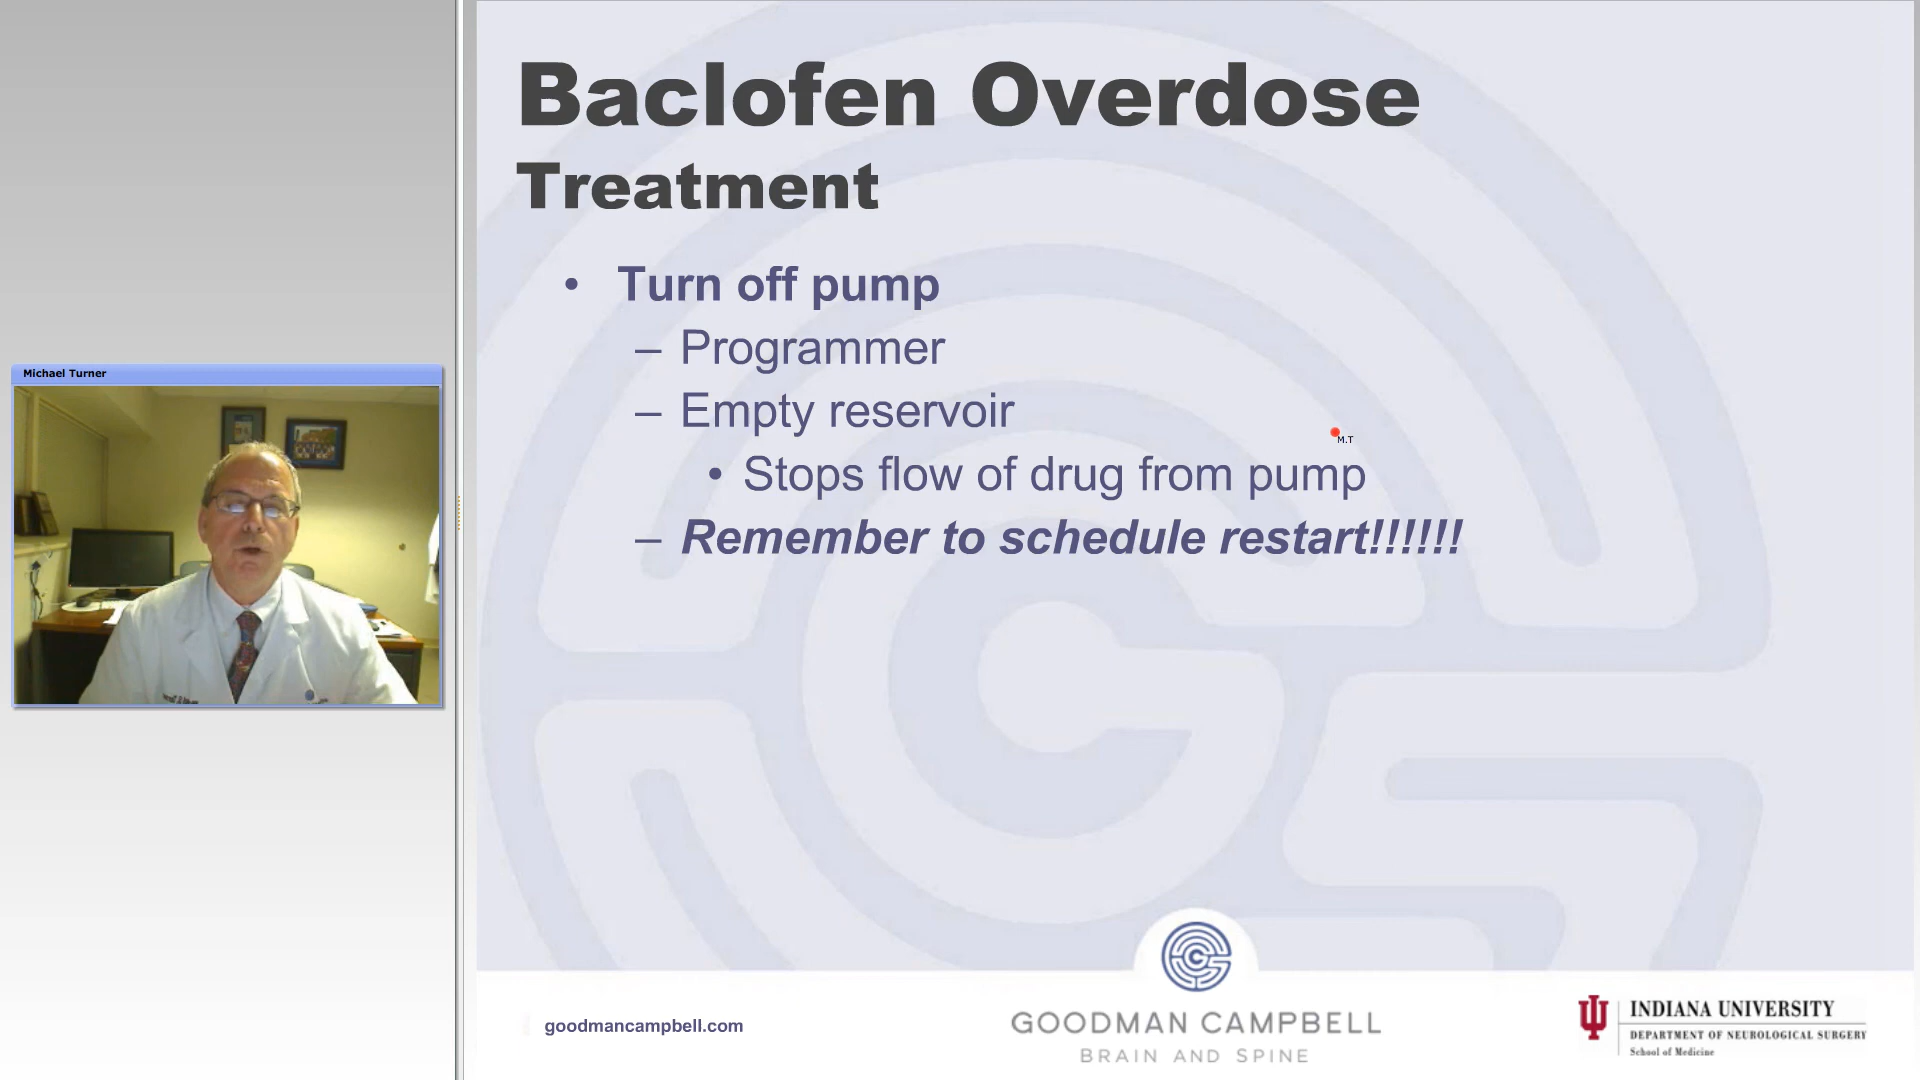 Baclofen Overdose
Treatment
• Turn off pump
– Programmer
– Empty reservoir
• Stops flow of drug from pump
– Remember to schedule restart!!!!!!
M.T
Michael Turner
goodmancampbell.com
GOODMAN CAMPBELL
BRAIN AND SPINE
INDIANA UNIVERSITY
DEPARTMENT OF NEUROLOGICAL SURGERY
School of Medicine